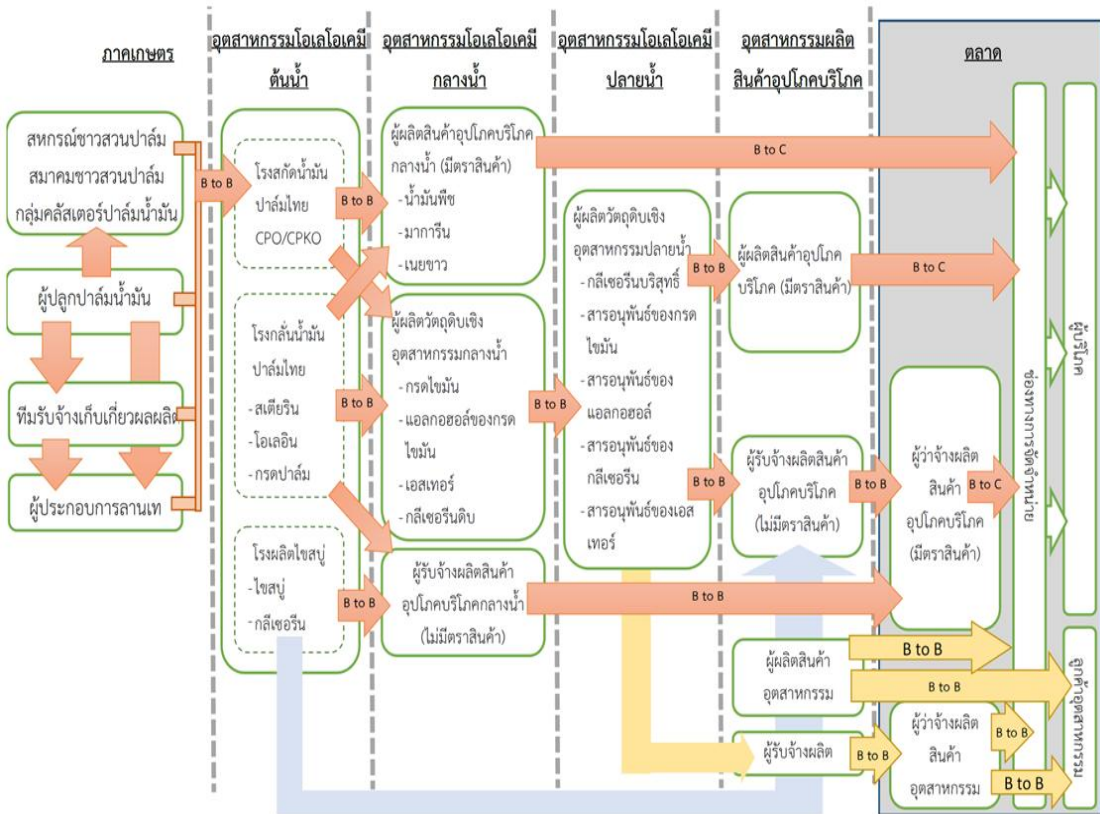 ภาคเกษตร
อุตสาหกรรมโอเลโอเคมี
ต้นน้ำ
อุตสาหกรรมโอเลโอเคมี
กลางน้ำ
อุตสาหกรรมโอเลโอเคมี
ปลายน้ำ
อุตสาหกรรมผลิต
สินค้าอุปโภคบริโภค
ตลาด
สหกรณ์ชาวสวนปาล์ม
สมาคมชาวสวนปาล์ม
กลุ่มคลัสเตอร์ปาล์มน้ำมัน
ผู้ปลูกปาล์มน้ำมัน
ทีมรับจ้างเก็บเกี่ยวผลผลิต
ผู้ประกอบการลานเท
B to B
โรงสกัดน้ำมัน
ปาล์มไทย
CPO/CPKO
โรงกลั่นน้ำมัน
ปาล์มไทย
-สเตียริน
-โอเลอิน
-กรดปาล์ม
โรงผลิตไขสบู่
-ไขสบู่
-กลีเซอรีน
B to B
B to B
B to B
ผู้ผลิตสินค้าอุปโภคบริโภค
กลางน้ำ (มีตราสินค้า)
-น้ำมันพืช
-มาการีน
-เนยขาว
ผู้ผลิตวัตถุดิบเชิง
อุตสาหกรรมกลางน้ำ
-กรดไขมัน
-แอลกอฮอล์ของกรด
ไขมัน
-เอสเทอร์
-กลีเซอรีนดิบ
ผู้รับจ้างผลิตสินค้า
อุปโภคบริโภคกลางน้ำ
(ไม่มีตราสินค้า)
B to C
B to B
B to B
ผู้ผลิตวัตถุดิบเชิง
อุตสาหกรรมปลายน้ำ
-กลีเซอรีนบริสุทธิ์
-สารอนุพันธ์ของกรด
ไขมัน
-สารอนุพันธ์ของ
แอลกอฮอล์
-สารอนุพันธ์ของ
กลีเซอรีน
-สารอนุพันธ์ของเอส
เทอร์
B to B
B to B
ผู้ผลิตสินค้าอุปโภค
บริโภค (มีตราสินค้า)
B to C
ผู้รับจ้างผลิตสินค้า
อุปโภคบริโภค
(ไม่มีตราสินค้า)
B to B
ผู้ผลิตสินค้า
อุตสาหกรรม
B to B
B to B
ผู้รับจ้างผลิต
B to B
ผู้ว่าจ้างผลิต
สินค้า
อุปโภคบริโภค
(มีตราสินค้า)
B to C
ผู้ว่าจ้างผลิต
สินค้า
อุตสาหกรรม
B to B
B to B
ช่องทางการจัดจำหน่าย
ผู้บริโภค
ลูกค้าอุตสาหกรรม